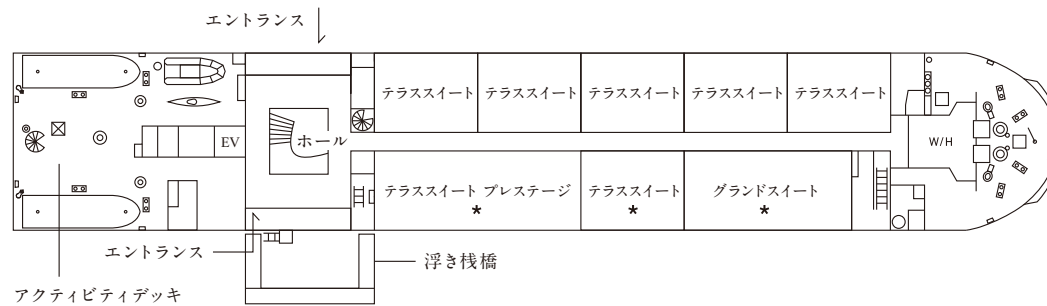 エントランス
テラススイート
テラススイート
テラススイート
テラススイート
テラススイート
EV
ホール
W/H
テラススイート プレステージ
*
テラススイート
*
グランドスイート
*
エントランス
浮き桟橋
アクティビティデッキ